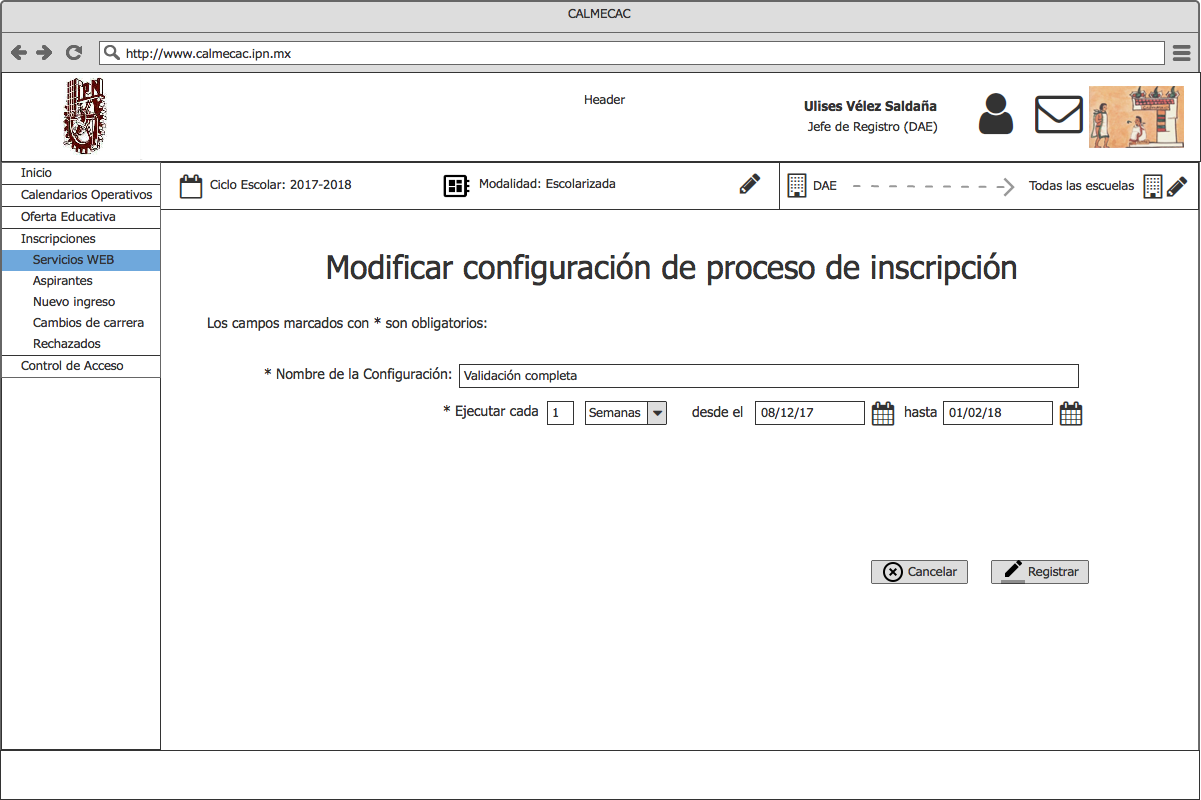 CALMECAC
http://www.calmecac.ipn.mx
IPN
Header
Ulises Vélez Saldaña
Jefe de Registro (DAE)
Inicio
Calendarios Operativos
Oferta Educativa
Inscripciones
Servicios WEB
Aspirantes
Nuevo ingreso
Cambios de carrera
Rechazados
Control de Acceso
Ciclo Escolar: 2017-2018
Modalidad: Escolarizada
DAE
Todas las escuelas
Modificar configuración de proceso de inscripción
Los campos marcados con * son obligatorios:
* Nombre de la Configuración: Validación completa
* Ejecutar cada 1 Semanas desde el 08/12/17 hasta 01/02/18
Cancelar
Registrar